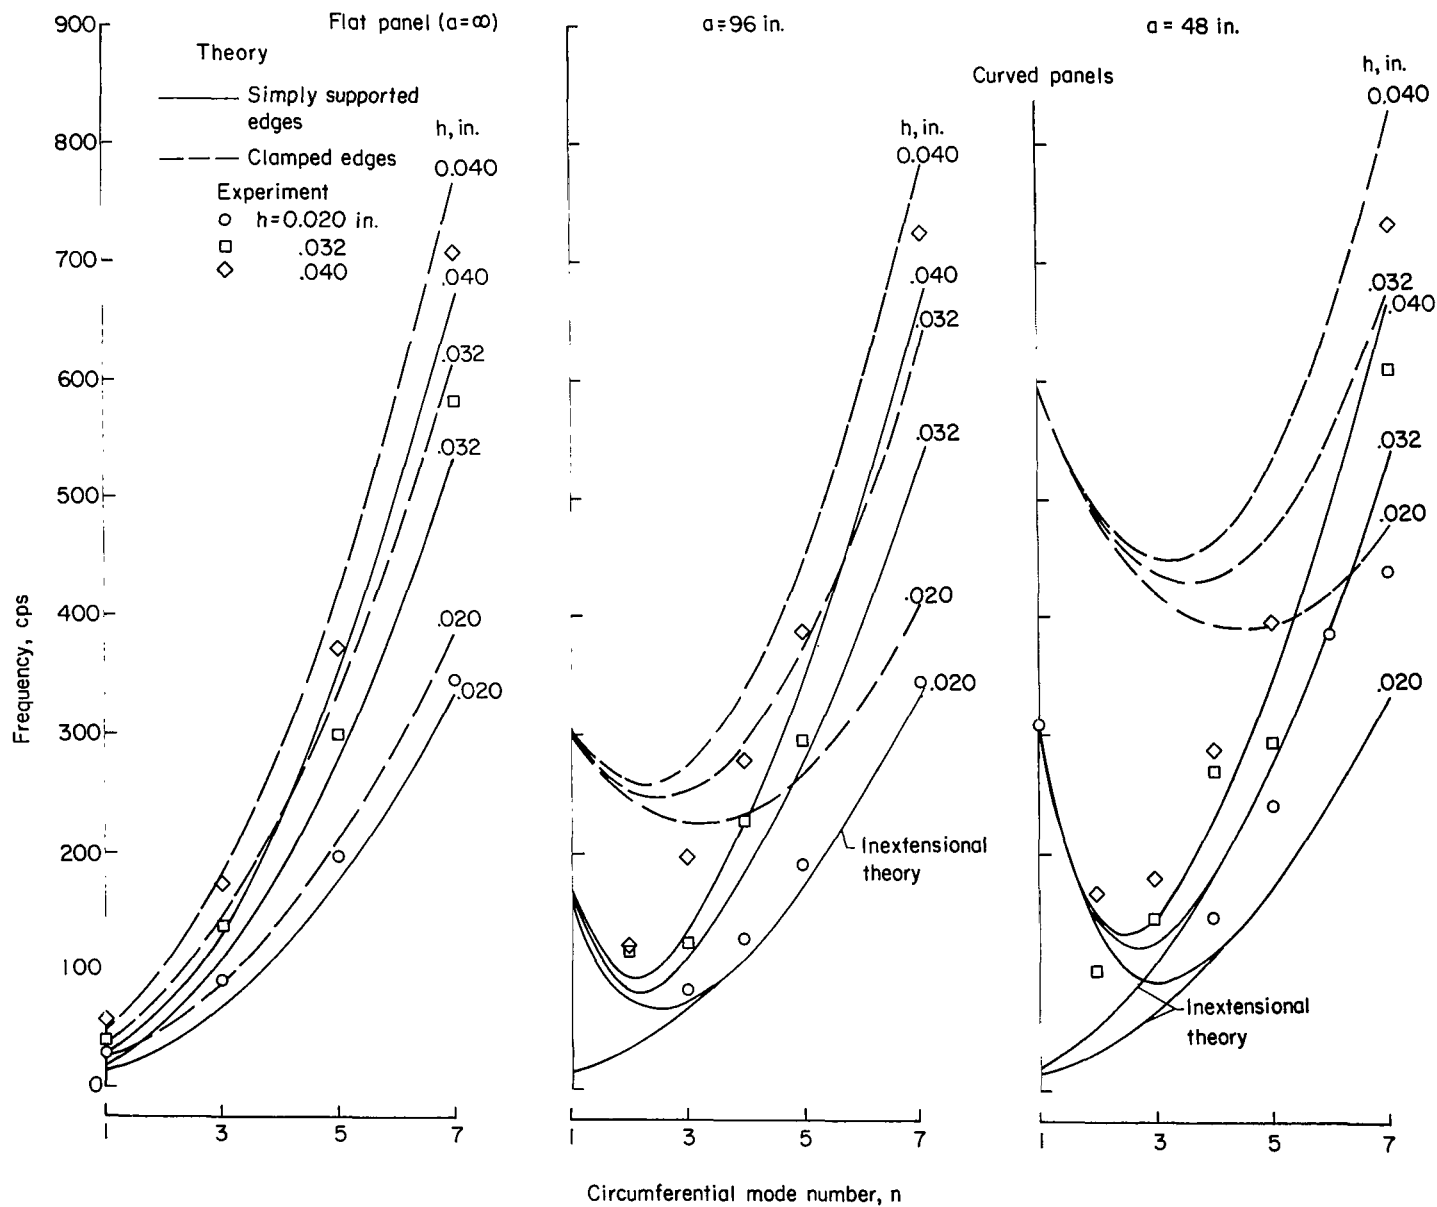 Flat panel (a=∞)
a=96 in.
a= 48 in.
Theory
Simply supported
edges
Clamped edges
Experiment
h=0.020 in.
.032
.040
Curved panels
h, in.
0.040
.040
.032
.032
.020
.020
h, in.
0.040
.040
.032
.032
.020
.020
Inextensional
theory
h, in.
0.040
.032
.040
.032
.020
.020
Inextensional
theory
900
800
700
600
500
400
300
200
100
0
Frequency, cps
1 3 5 7
1 3 5 7
1 3 5 7
Circumferential mode number, n